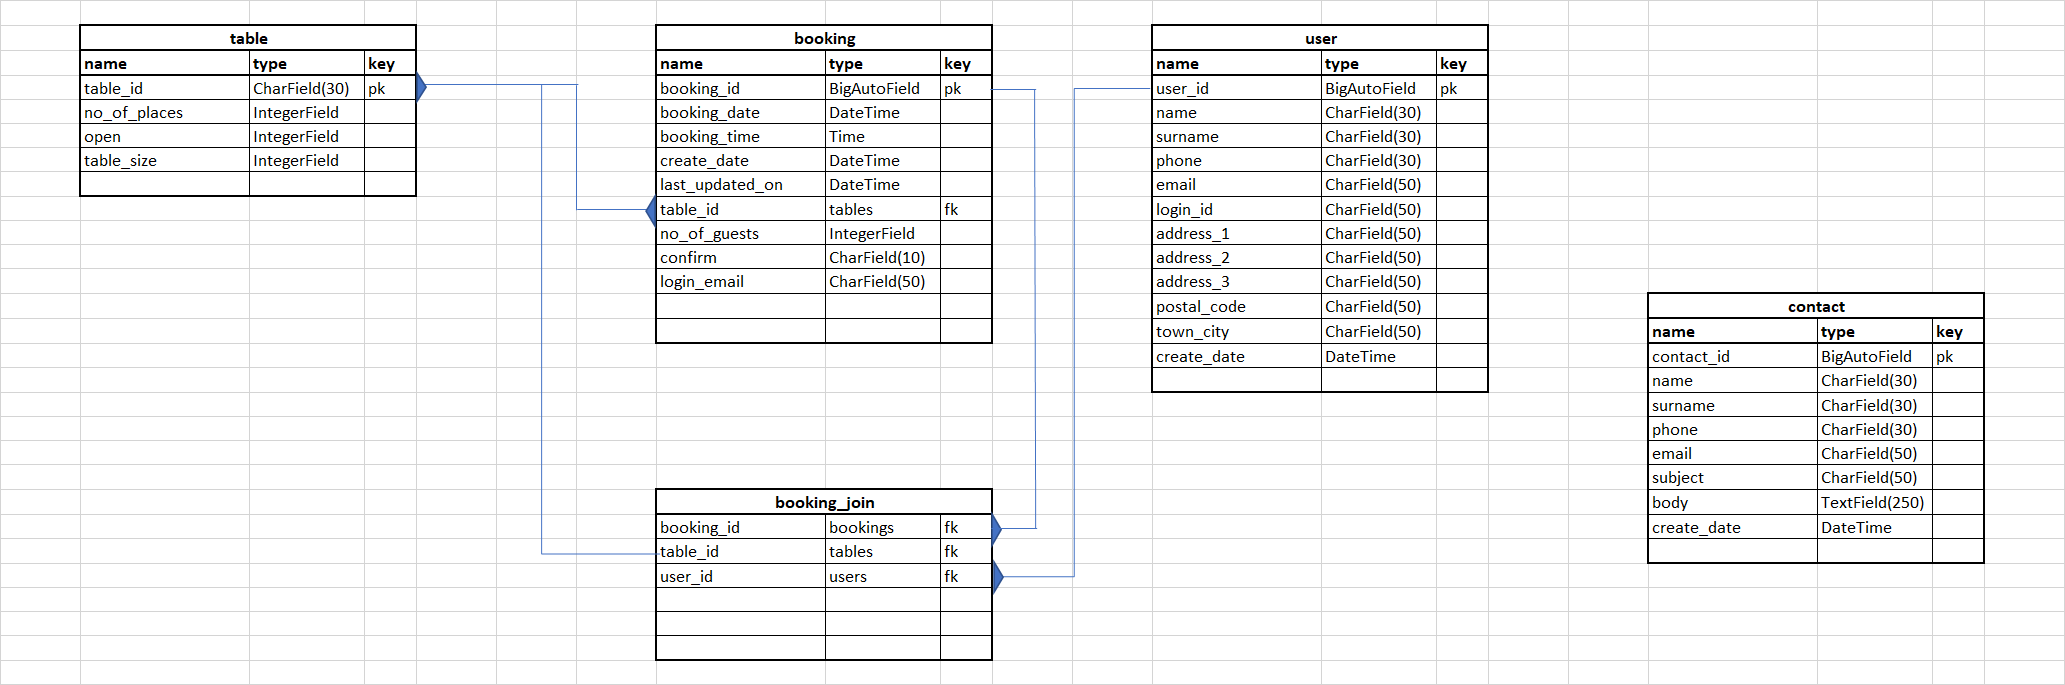 table
name type key
table_id CharField(30) pk
no_of_places IntegerField
open IntegerField
table_size IntegerField
booking
name type key
booking_id BigAutoField pk
booking_date DateTime
booking_time Time
create_date DateTime
last_updated_on DateTime
table_id tables fk
no_of_guests IntegerField
confirm CharField(10)
login_email CharField(50)
user
name type key
user_id BigAutoField pk
name CharField(30)
surname CharField(30)
phone CharField(30)
email CharField(50)
login_id CharField(50)
address_1 CharField(50)
address_2 CharField(50)
address_3 CharField(50)
postal_code CharField(50)
town_city CharField(50)
create_date DateTime
contact
name type key
contact_id BigAutoField pk
name CharField(30)
surname CharField(30)
phone CharField(30)
email CharField(50)
subject CharField(50)
body TextField(250)
create_date DateTime
booking_join
booking_id bookings fk
table_id tables fk
user_id users fk